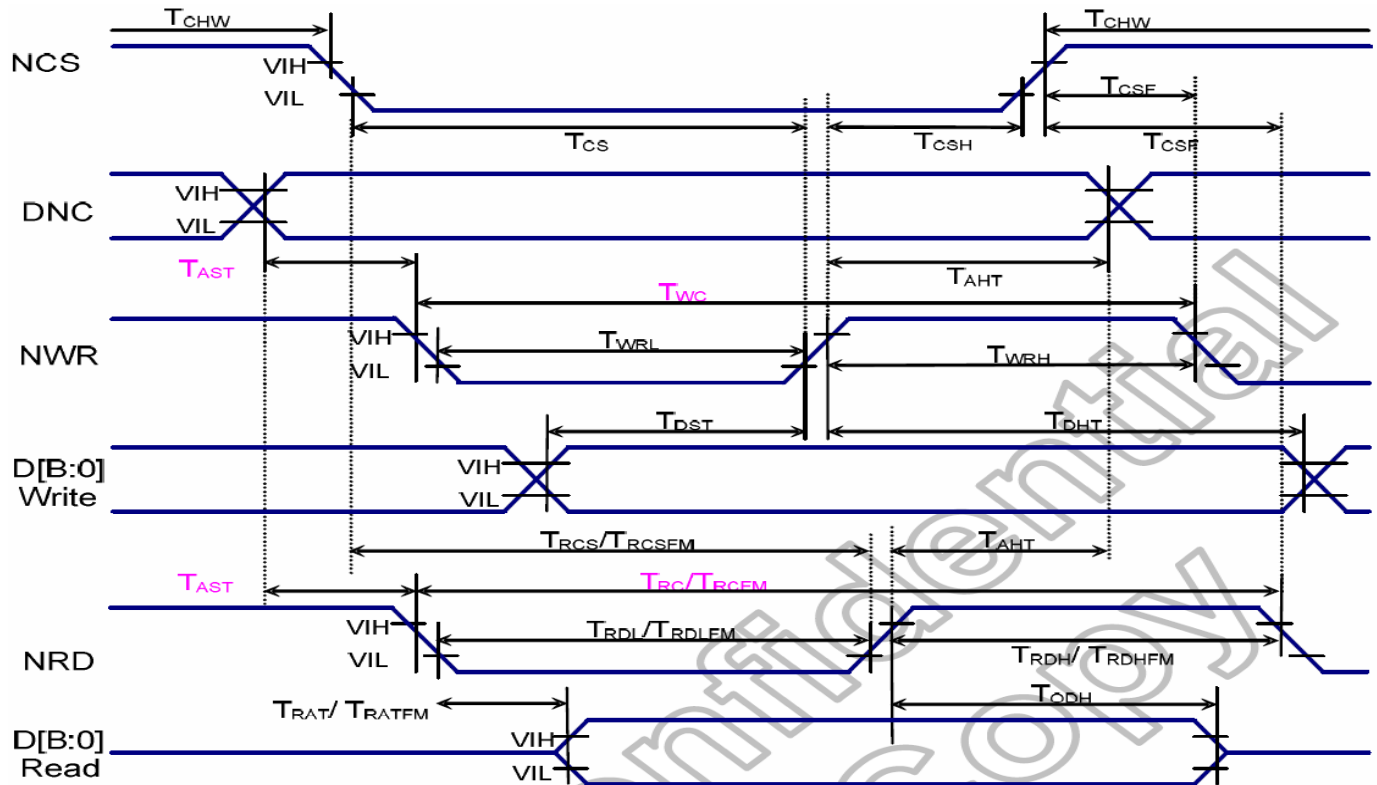 TCHW
TCHW
NCS
VIH
VIL
TCSF
TCS
TCSH
TCSF
DNC
VIH
VIL
TAST
TAHT
TWC
NWR
VIH
VIL
TWRL
TWRH
TDST
TDHT
D[B:0]
Write
VIH
VIL
TRCS/TRCSFM
TAHT
TAST
TRC/TRCFM
NRD
VIH
VIL
TRDL/TRDLFM
TRDH/ TRDHFM
TRAT/ TRATFM
TODH
D[B:0]
Read
VIH
VIL
nfidential
Copy